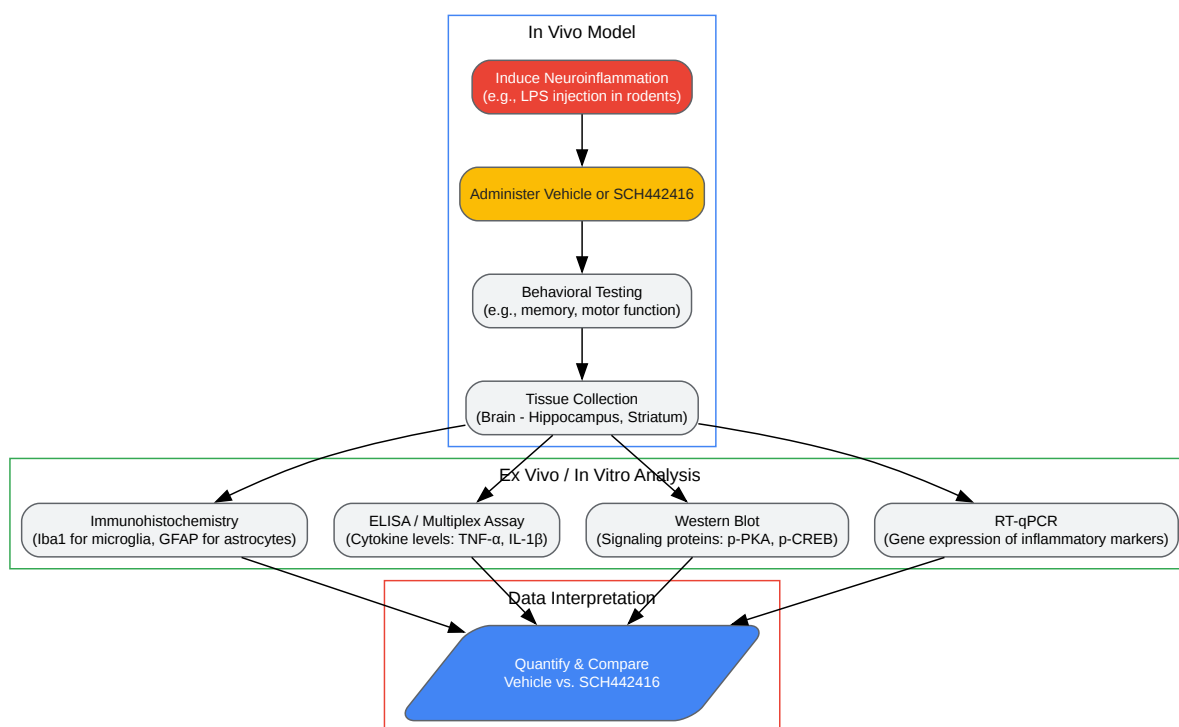 In Vivo Model
Induce Neuroinflammation
(e.g., LPS injection in rodents)
Administer Vehicle or SCH442416
Behavioral Testing
(e.g., memory, motor function)
Tissue Collection
(Brain - Hippocampus, Striatum)
Ex Vivo / In Vitro Analysis
Immunohistochemistry
(Iba1 for microglia, GFAP for astrocytes)
ELISA / Multiplex Assay
(Cytokine levels: TNF-α, IL-1β)
Western Blot
(Signaling proteins: p-PKA, p-CREB)
RT-qPCR
(Gene expression of inflammatory markers)
Data Interpretation
Quantify & Compare
Vehicle vs. SCH442416